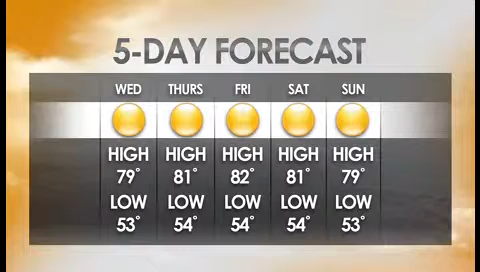 5-DAY FORECAST
WED THURS FRI SAT SUN
HIGH HIGH HIGH HIGH HIGH
79° 81° 82° 81° 79°
LOW LOW LOW LOW LOW
53° 54° 54° 54° 53°